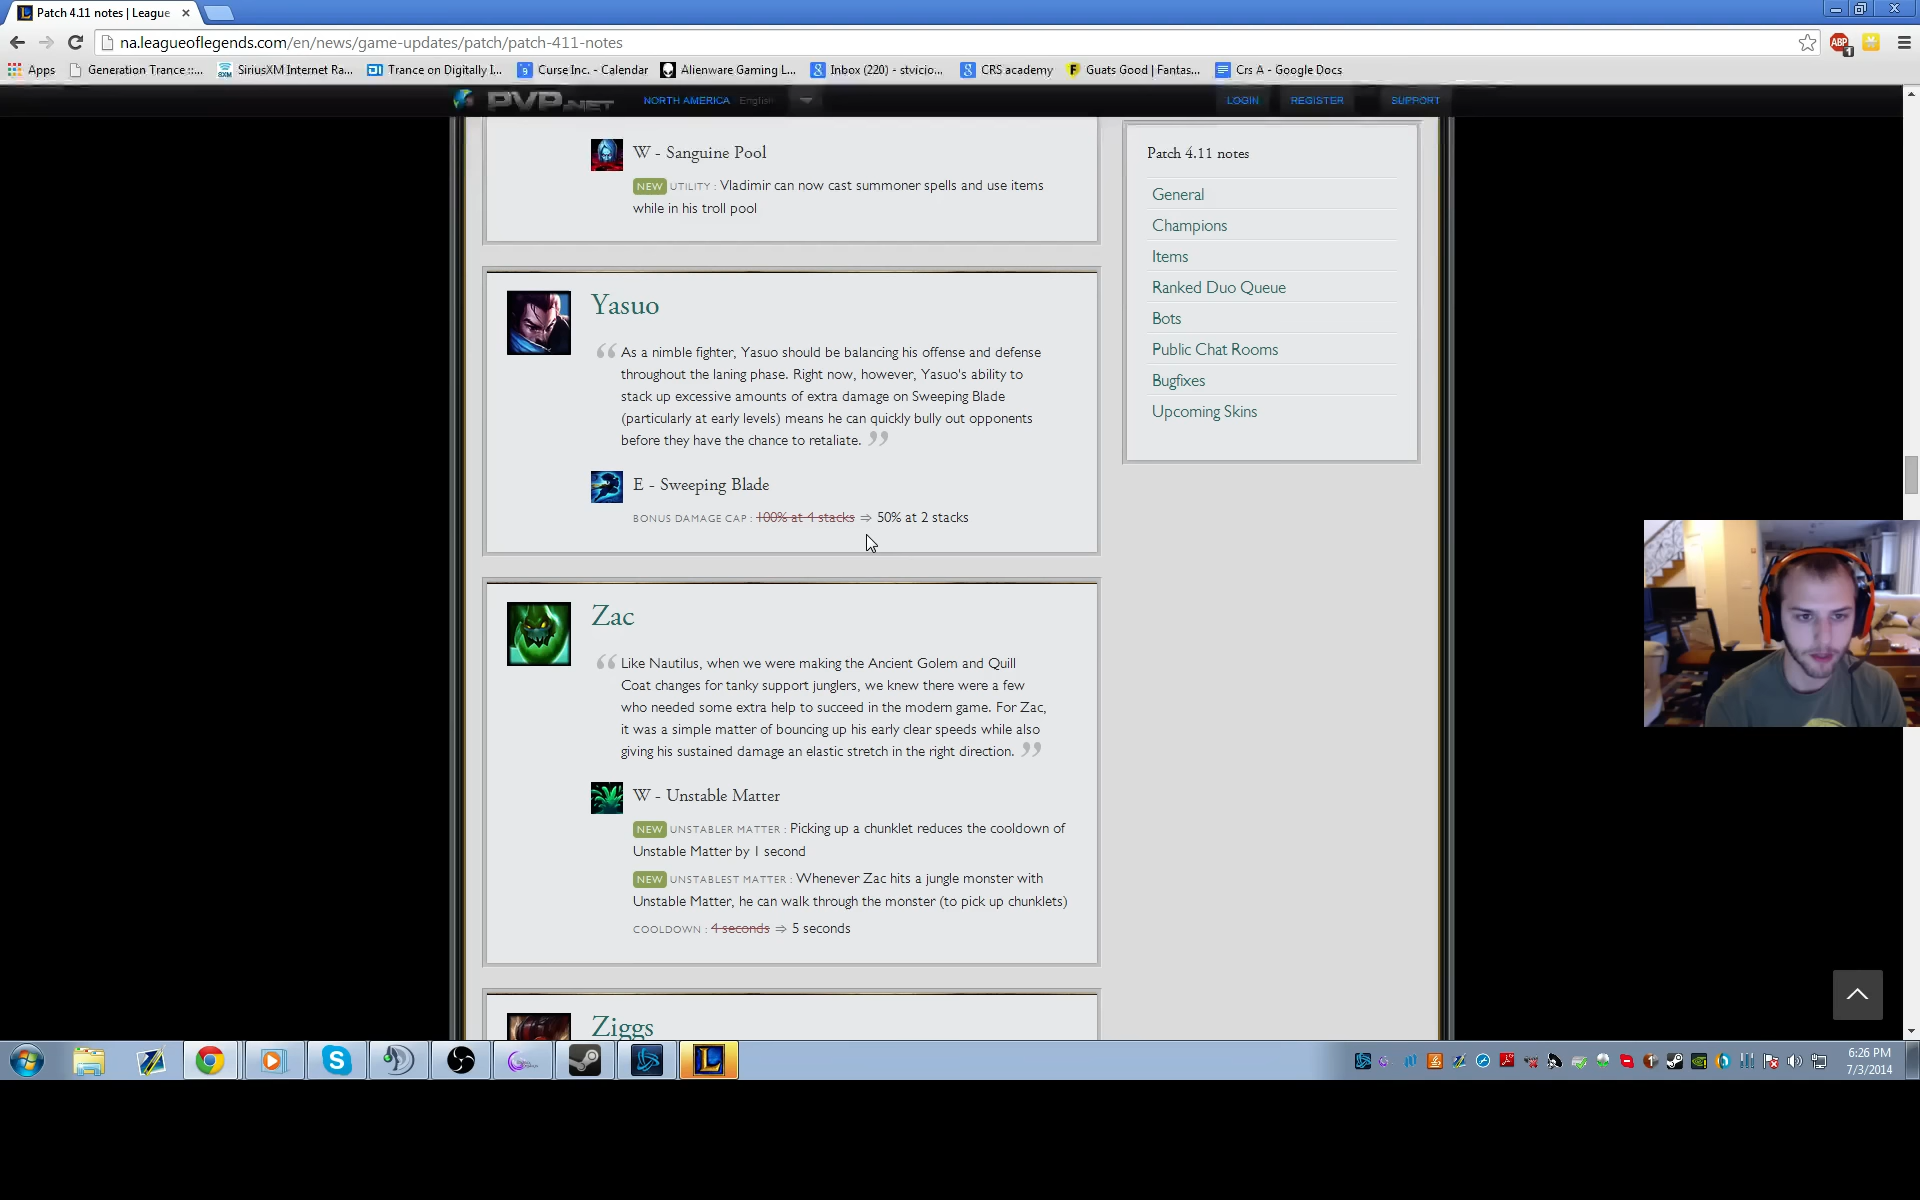 Patch 4.11 notes | League
na.leagueoflegends.com/en/news/game-updates/patch/patch-411-notes
ABP
1
Apps
Generation Trance ::...
SiriusXM Internet Ra...
Trance on Digitally I...
Curse Inc. - Calendar
Alienware Gaming L...
Inbox (220) - stvicio...
CRS academy
Guats Good | Fantas...
Crs A - Google Docs
PVP.NET
NORTH AMERICA
English
LOGIN
REGISTER
SUPPORT
W - Sanguine Pool
NEW UTILITY : Vladimir can now cast summoner spells and use items
while in his troll pool
Yasuo
“ As a nimble fighter, Yasuo should be balancing his offense and defense
throughout the laning phase. Right now, however, Yasuo's ability to
stack up excessive amounts of extra damage on Sweeping Blade
(particularly at early levels) means he can quickly bully out opponents
before they have the chance to retaliate. ”
E - Sweeping Blade
BONUS DAMAGE CAP : 100% at 4 stacks ⇒ 50% at 2 stacks
Zac
“ Like Nautilus, when we were making the Ancient Golem and Quill
Coat changes for tanky support junglers, we knew there were a few
who needed some extra help to succeed in the modern game. For Zac,
it was a simple matter of bouncing up his early clear speeds while also
giving his sustained damage an elastic stretch in the right direction. ”
W - Unstable Matter
NEW UNSTABLER MATTER : Picking up a chunklet reduces the cooldown of
Unstable Matter by 1 second
NEW UNSTABLEST MATTER : Whenever Zac hits a jungle monster with
Unstable Matter, he can walk through the monster (to pick up chunklets)
COOLDOWN : 4 seconds ⇒ 5 seconds
Ziggs
Patch 4.11 notes
General
Champions
Items
Ranked Duo Queue
Bots
Public Chat Rooms
Bugfixes
Upcoming Skins
6:26 PM
7/3/2014